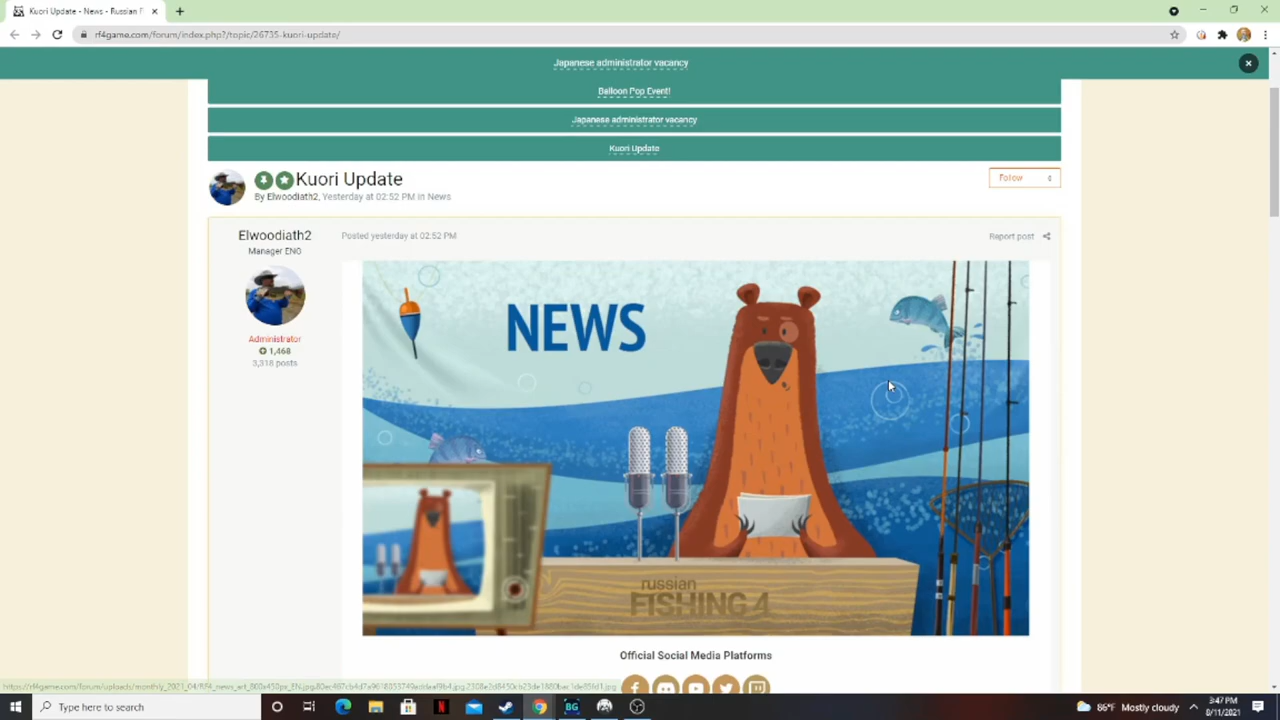 Kuori Update - News - Russian F
rf4game.com/forum/index.php?/topic/26735-kuori-update/
Japanese administrator vacancy
Balloon Pop Event!
Japanese administrator vacancy
Kuori Update
Kuori Update
Follow
By Elwoodiath2, Yesterday at 02:52 PM in News
Elwoodiath2
Posted yesterday at 02:52 PM
Report post
Manager ENG
NEWS
Administrator
1,468
3,318 posts
russian
FISHING 4
Official Social Media Platforms
Type here to search
86°F Mostly cloudy
3:47 PM
8/11/2021